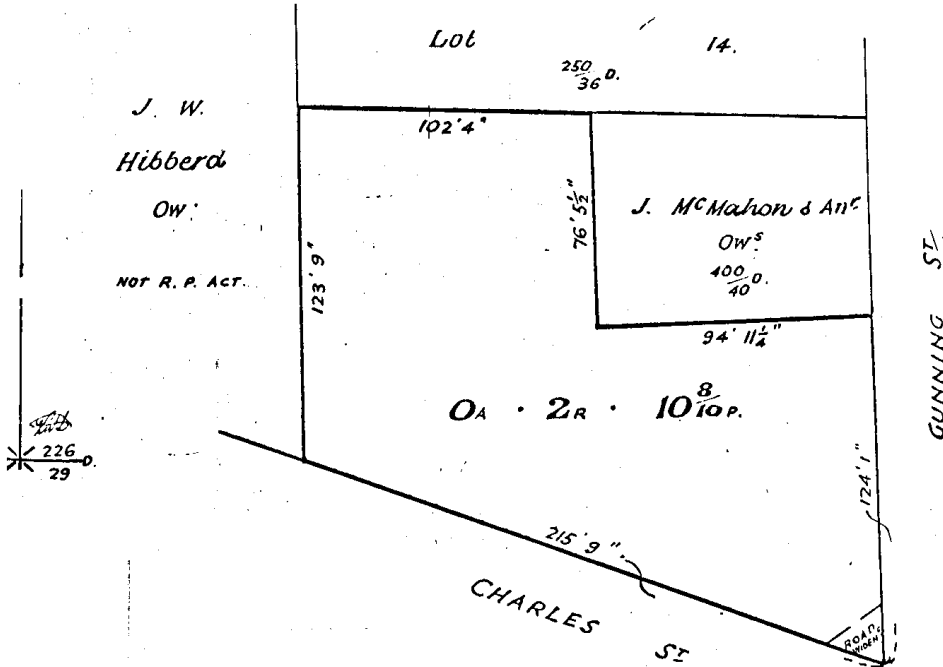 Lot 14.
250/36 D.
J. W.
Hibberd
Ow.
NOT R. P. ACT.
102' 4"
123' 9"
76' 5½"
J. McMahon & Anr.
Ows
400/40 D.
94' 11¼"
GUNNING ST.
0A · 2R · 10 8/10 P.
226/29 D.
124' 1"
215' 9"
CHARLES ST
ROAD
WIDENG